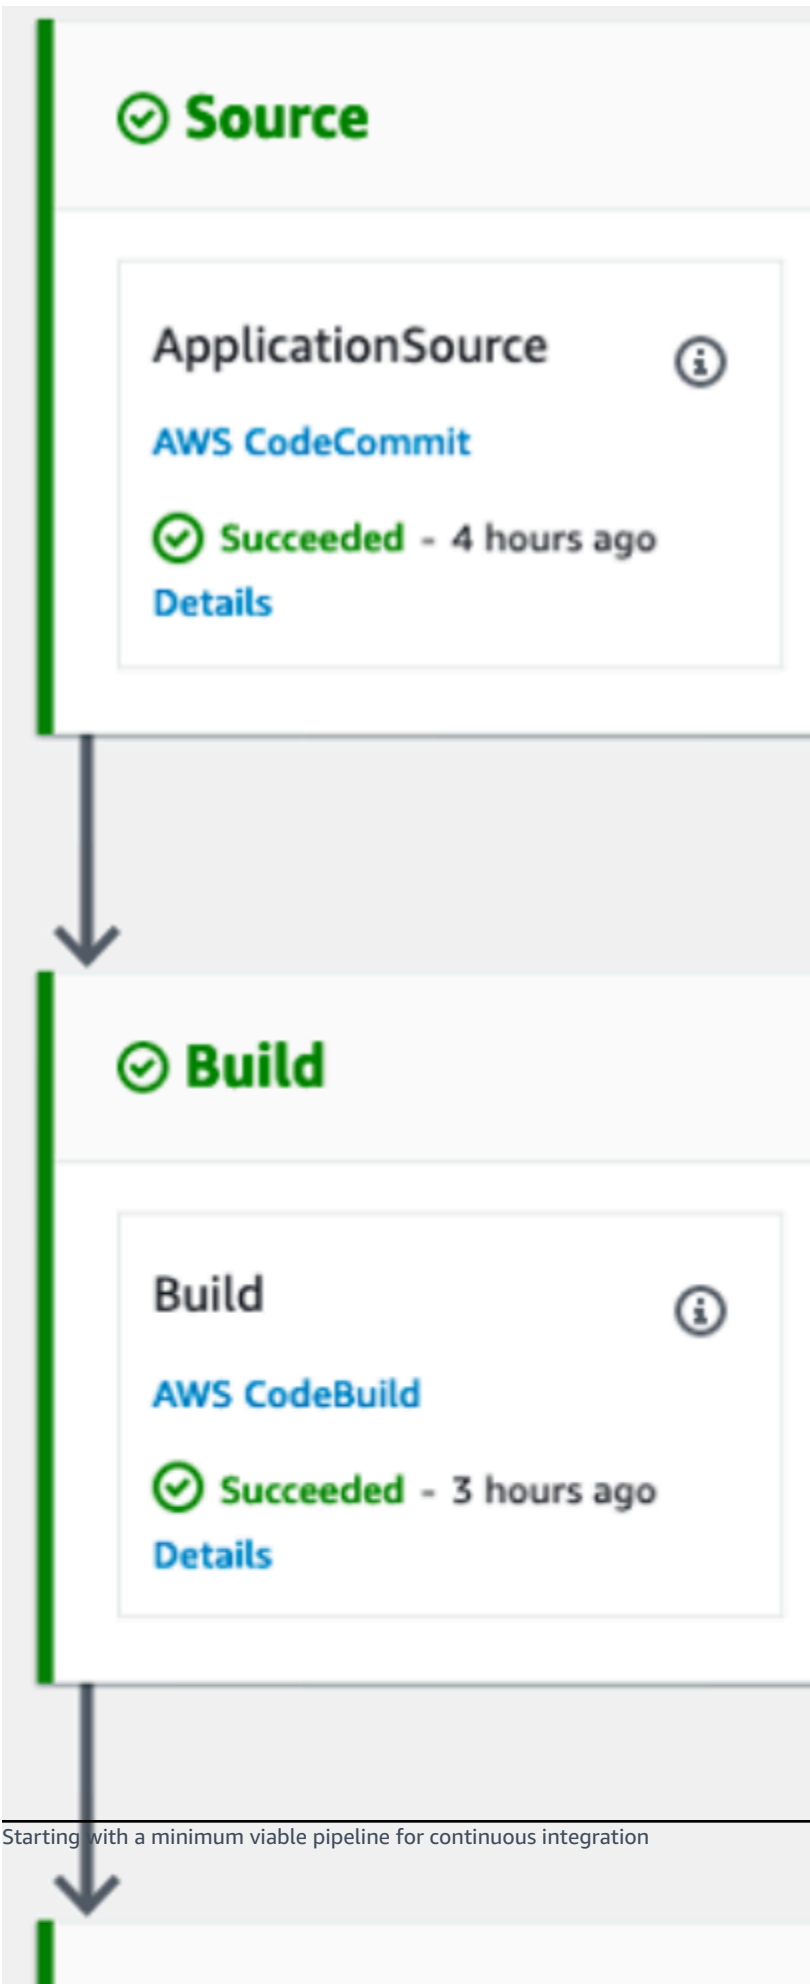 Source
ApplicationSource
AWS CodeCommit
Succeeded - 4 hours ago
Details
Build
Build
AWS CodeBuild
Succeeded - 3 hours ago
Details
Starting with a minimum viable pipeline for continuous integration